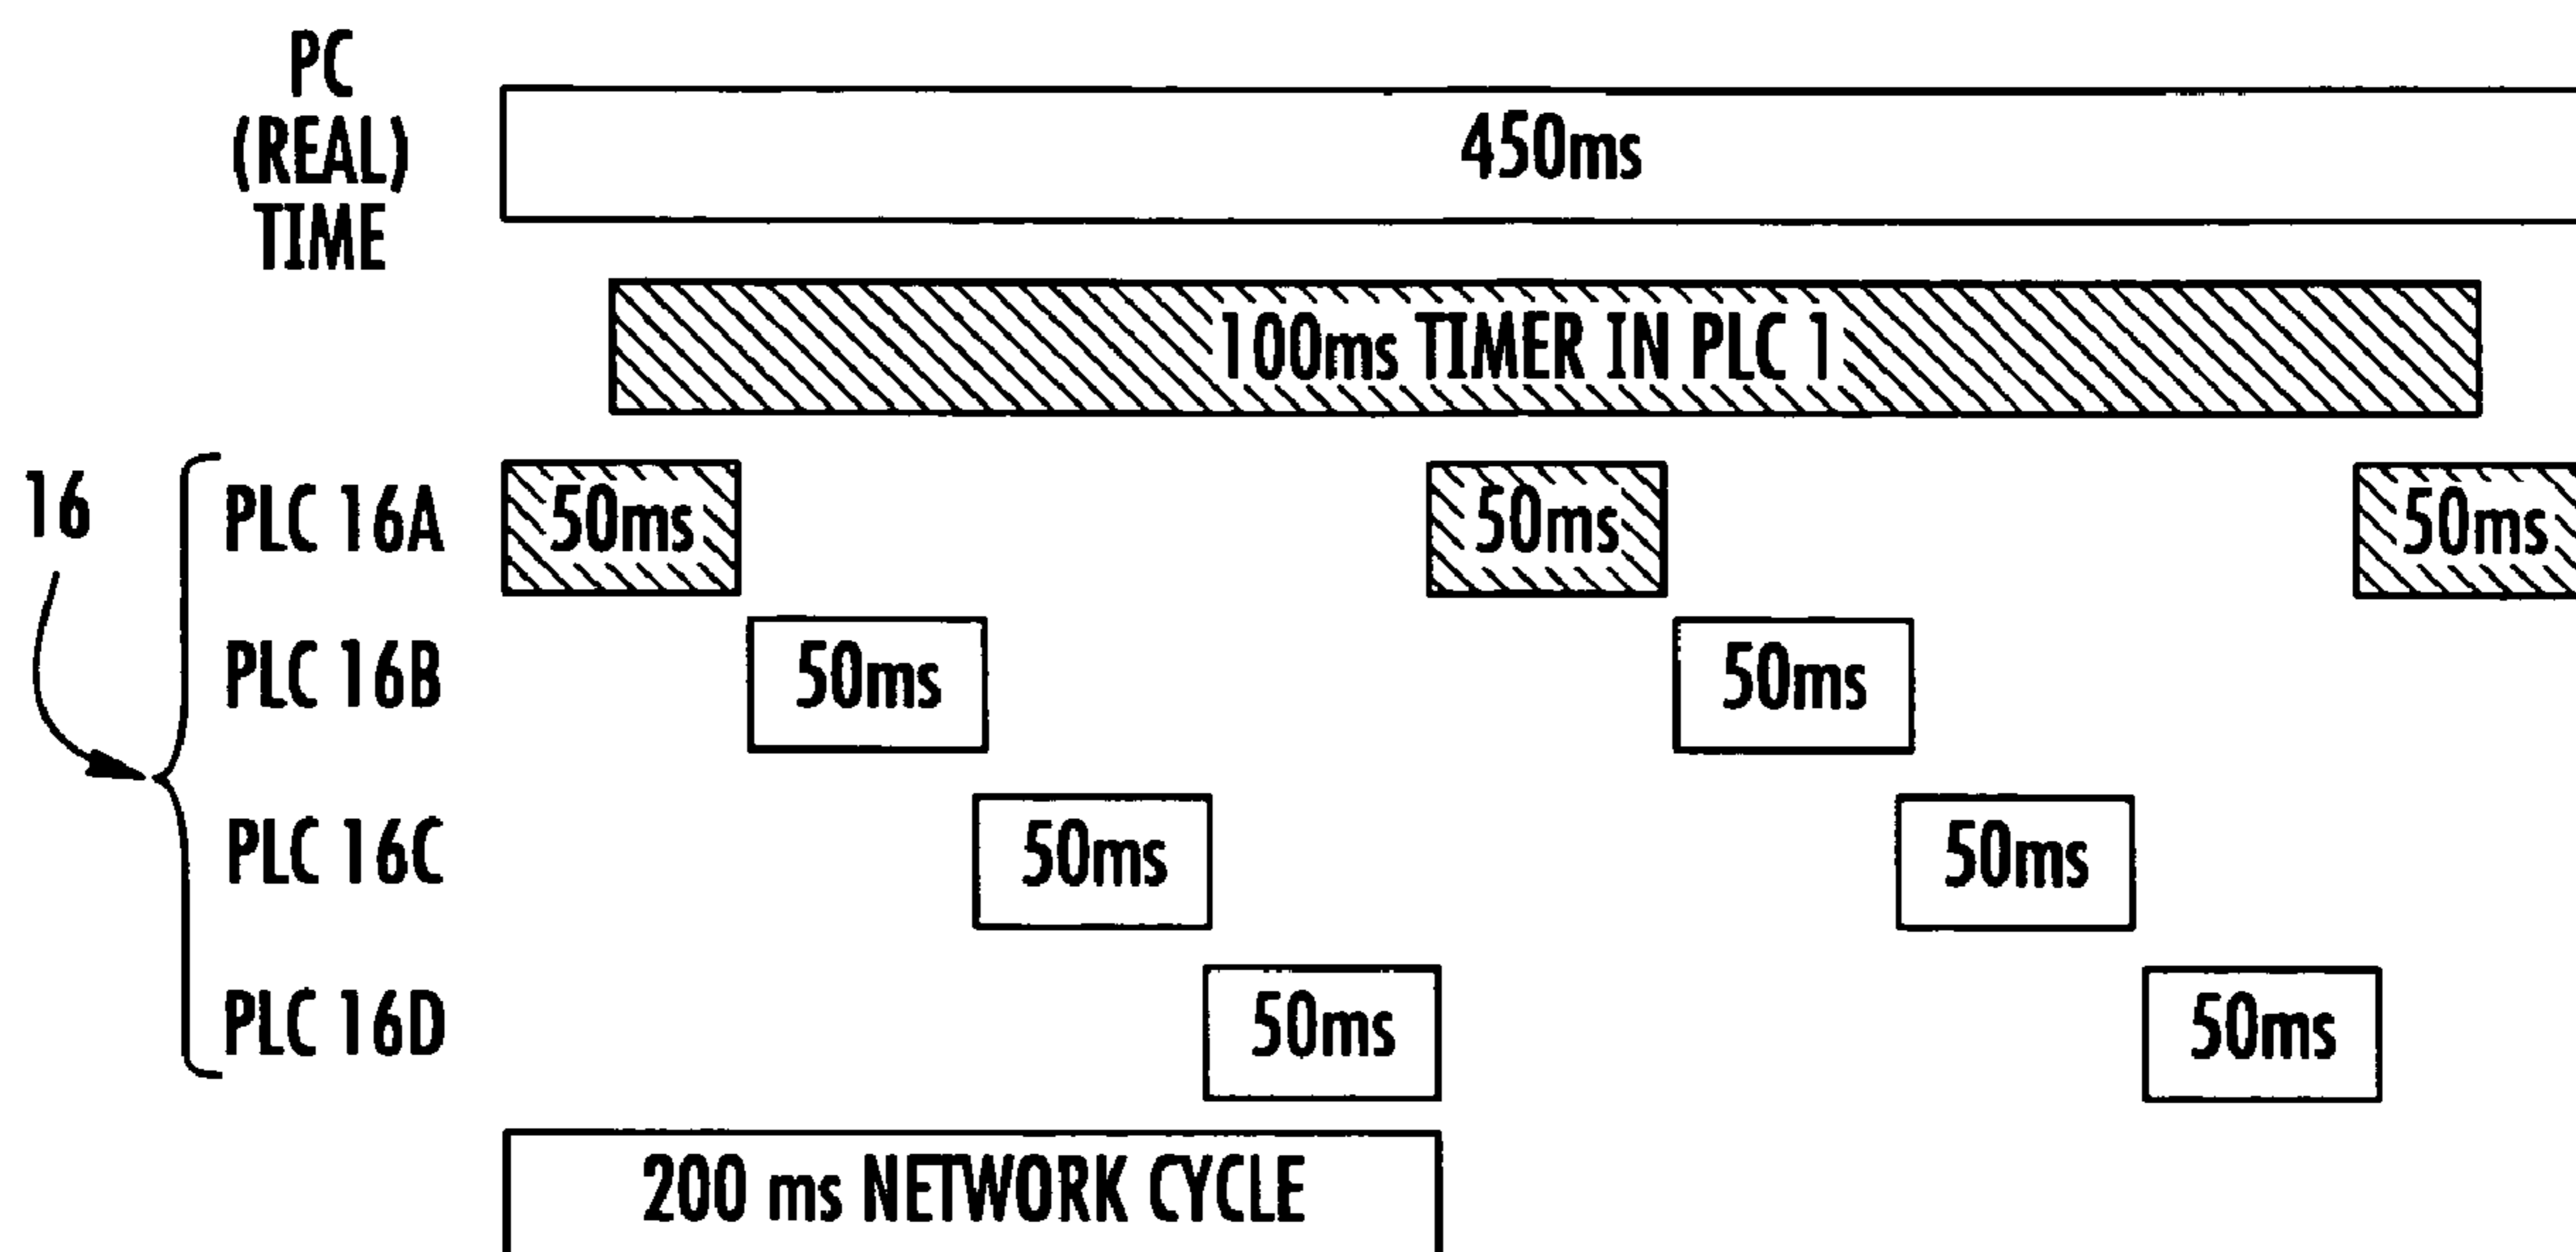 PC
(REAL)
TIME
450ms
100ms TIMER IN PLC 1
16
PLC 16A
50ms
50ms
50ms
PLC 16B
50ms
50ms
PLC 16C
50ms
50ms
PLC 16D
50ms
50ms
200 ms NETWORK CYCLE